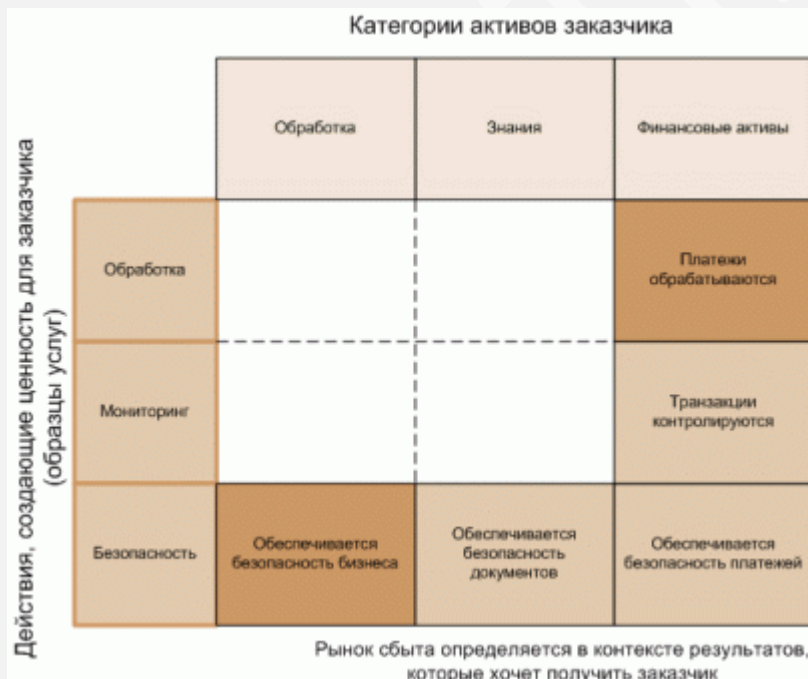 Категории активов заказчика
Обработка
Знания
Финансовые активы
Действия, создающие ценность для заказчика
(образцы услуг)
Обработка
Платежи
обрабатываются
Мониторинг
Транзакции
контролируются
Безопасность
Обеспечивается
безопасность бизнеса
Обеспечивается
безопасность
документов
Обеспечивается
безопасность платежей
Рынок сбыта определяется в контексте результатов,
которые хочет получить заказчик